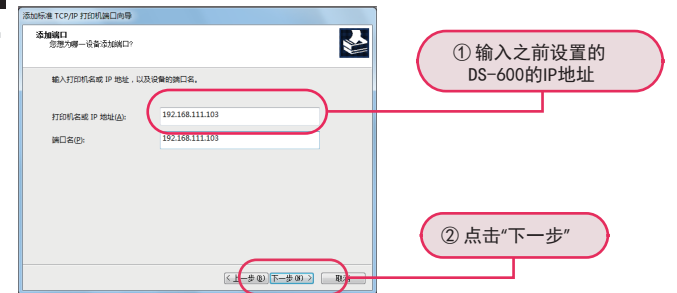 添加标准 TCP/IP 打印机端口向导
添加端口
您想为哪一设备添加端口?
输入打印机名或 IP 地址，以及设备的端口名。
打印机名或 IP 地址(A):
192.168.111.103
端口名(P):
192.168.111.103
< 上一步(B)
下一步(N) >
取消
① 输入之前设置的
DS-600的IP地址
② 点击“下一步”